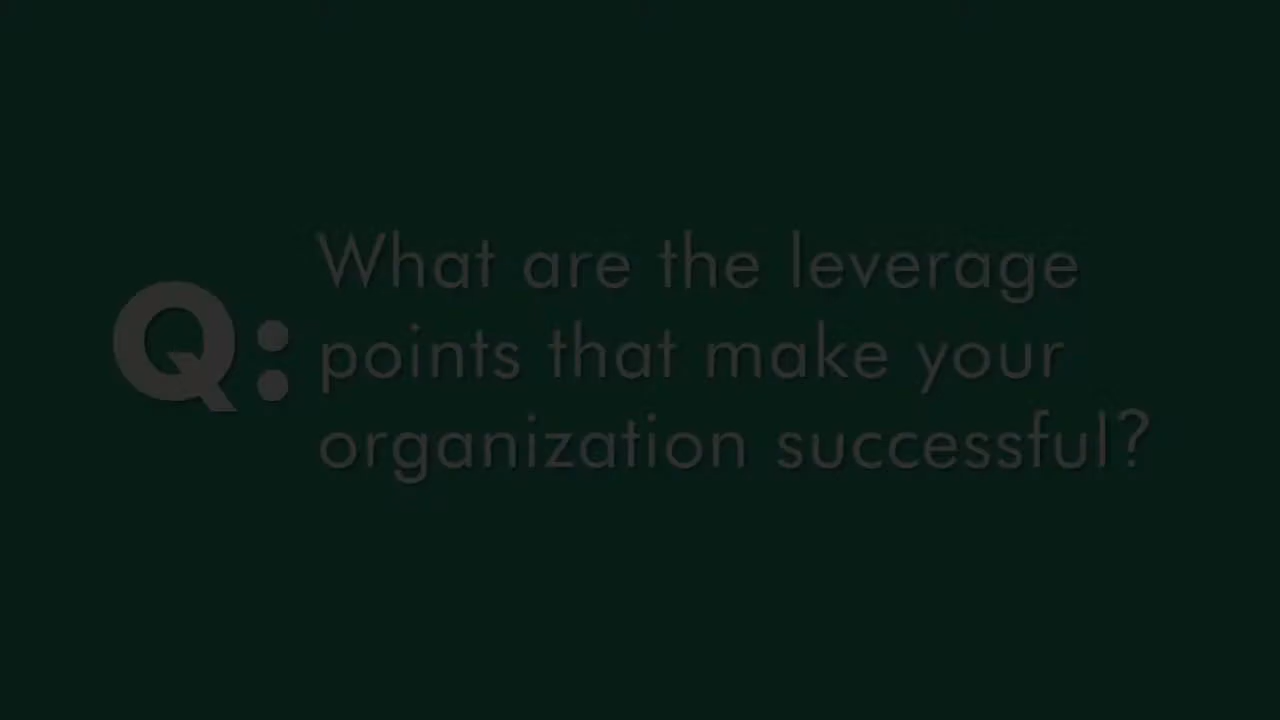 Q: What are the leverage
points that make your
organization successful?